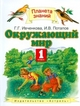 Планета знаний
Г.Г. Ивченкова, И.В. Потапов
Окружающий
мир
1